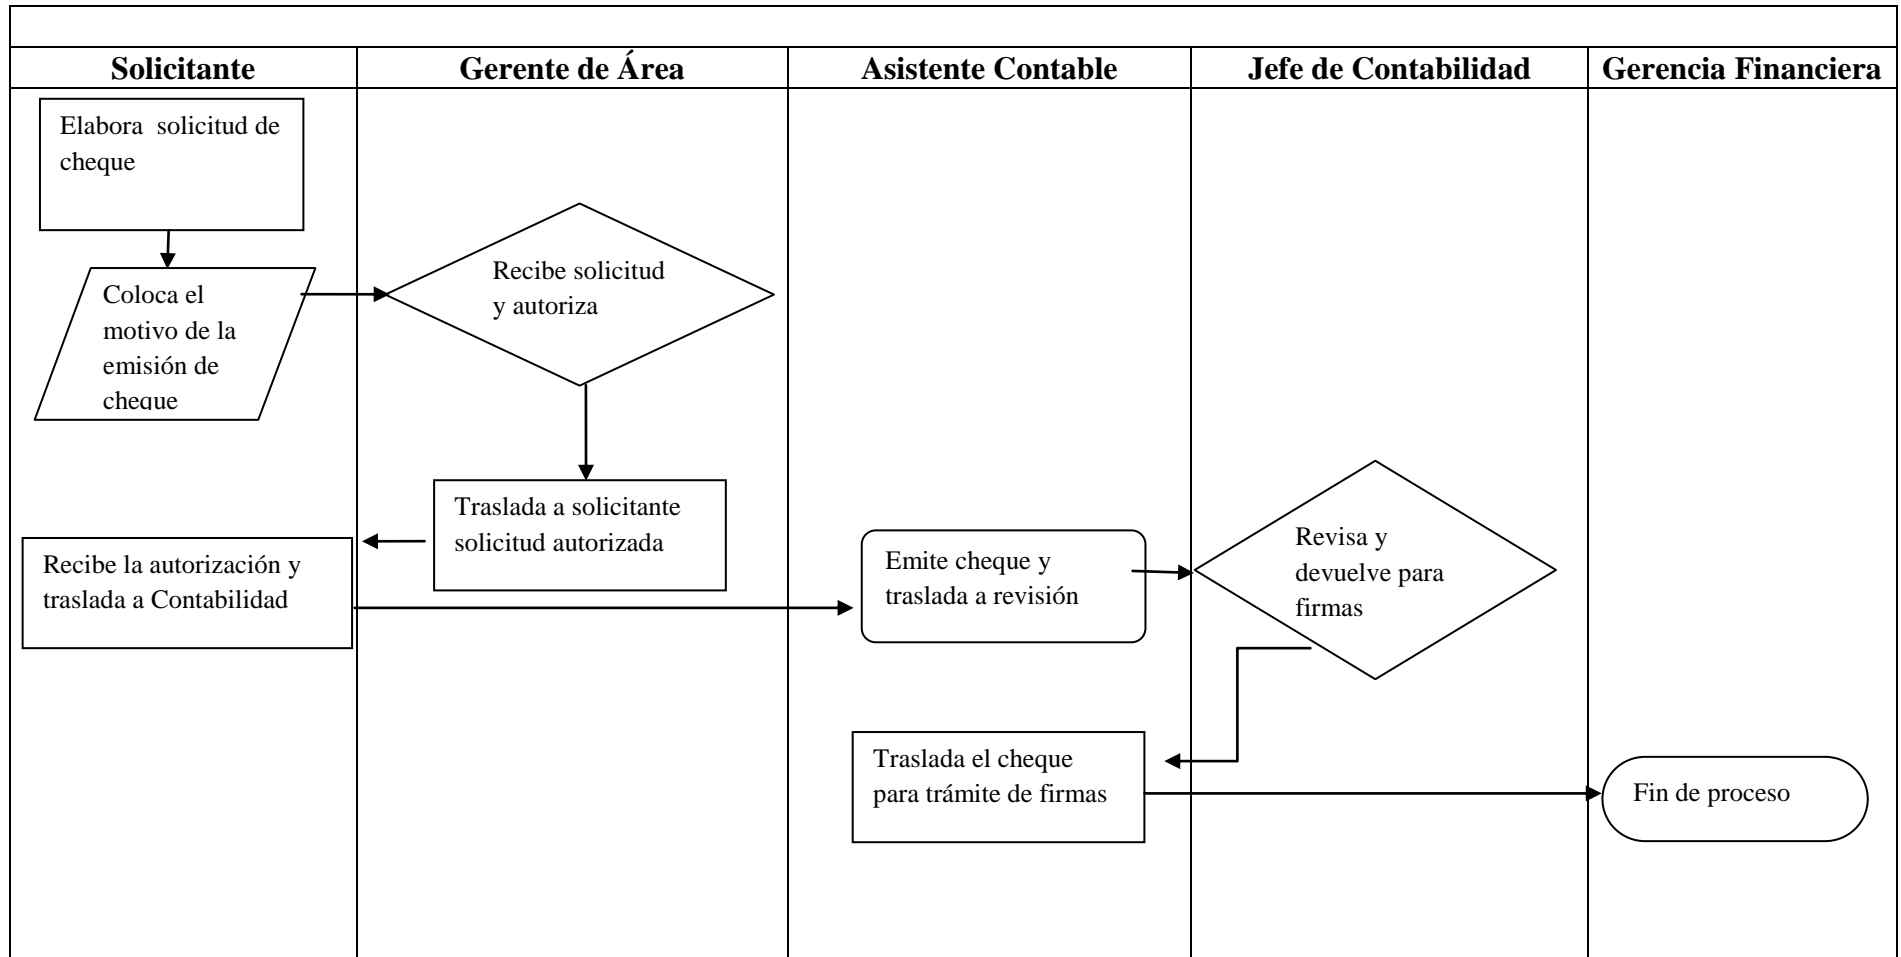 Solicitante
Gerente de Área
Asistente Contable
Jefe de Contabilidad
Gerencia Financiera
Elabora solicitud de
cheque
Coloca el
motivo de la
emisión de
cheque
Recibe solicitud
y autoriza
Traslada a solicitante
solicitud autorizada
Recibe la autorización y
traslada a Contabilidad
Emite cheque y
traslada a revisión
Revisa y
devuelve para
firmas
Traslada el cheque
para trámite de firmas
Fin de proceso